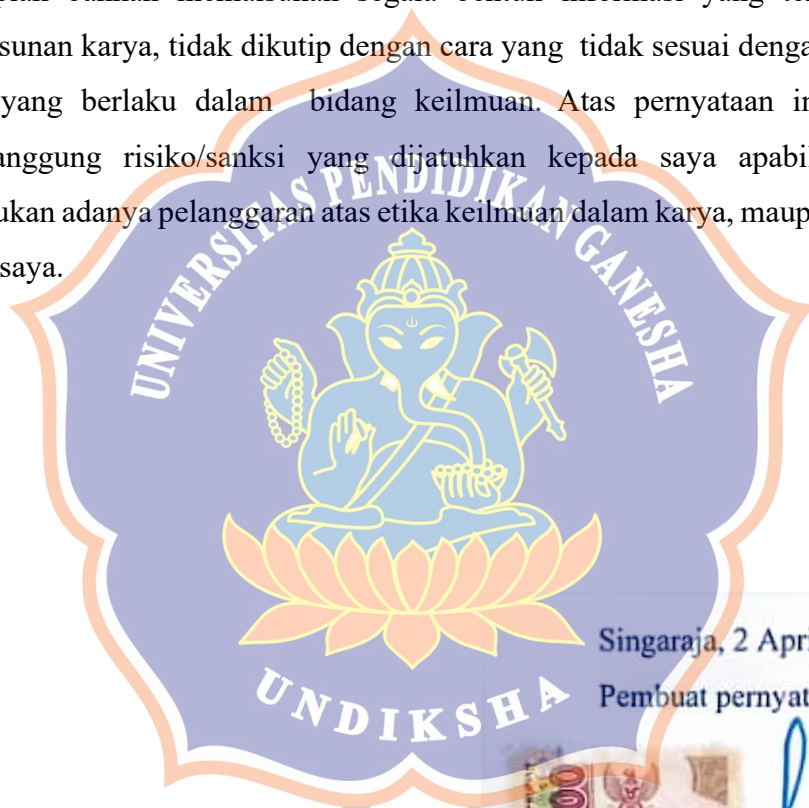 sunan karya, tidak dikutip dengan cara yang tidak sesuai denga
yang berlaku dalam bidang keilmuan. Atas pernyataan in
anggung risiko/sanksi yang dijatuhkan kepada saya apabil
ukan adanya pelanggaran atas etika keilmuan dalam karya, maup
saya.
UNIVERSITAS PENDIDIKAN GANESHA
UNDIKSHA
Singaraja, 2 Apr
Pembuat pernyat